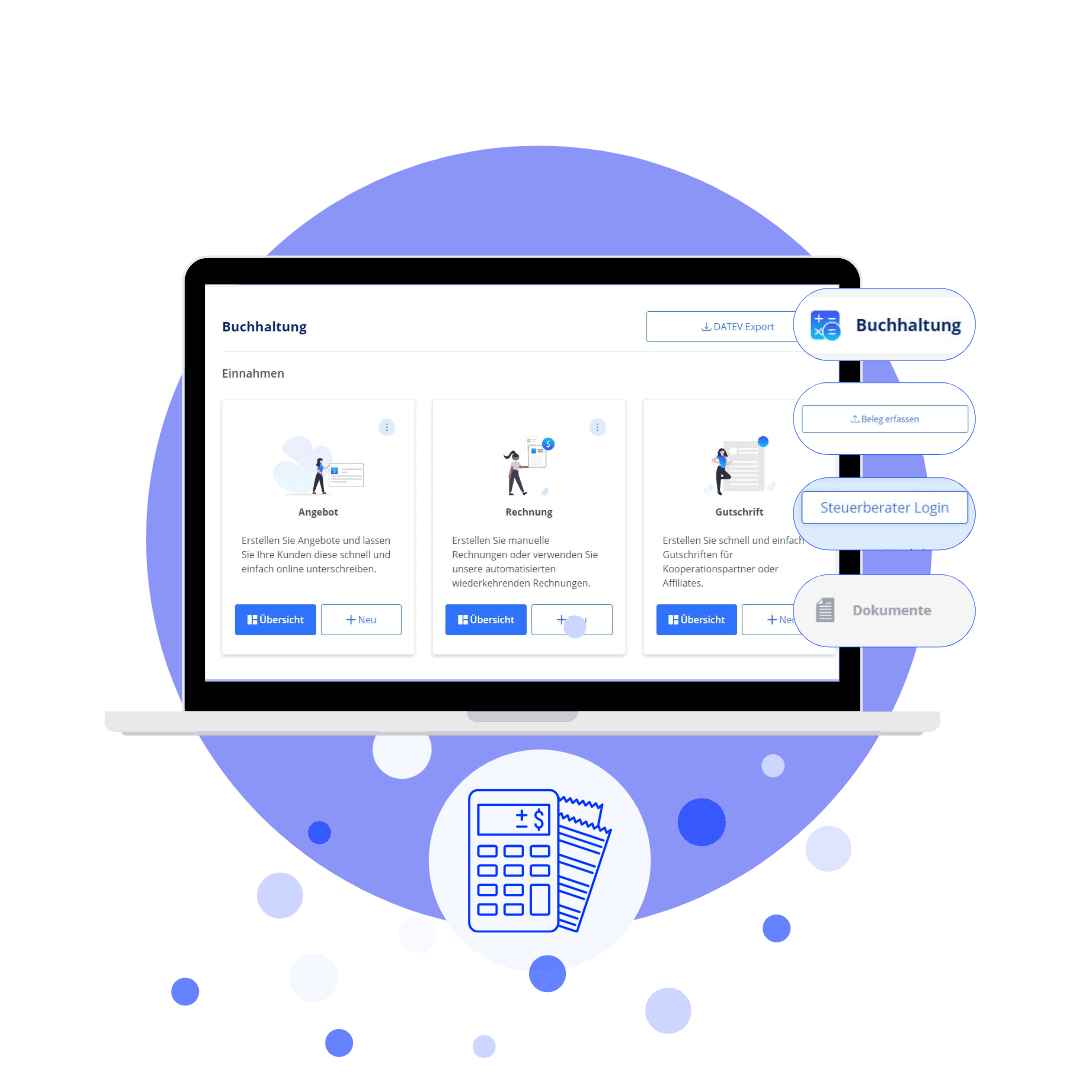 Buchhaltung
DATEV Export
Einnahmen
Angebot
Erstellen Sie Angebote und lassen
Sie Ihre Kunden diese schnell und
einfach online unterschreiben.
Übersicht
+ Neu
Rechnung
Erstellen Sie manuelle
Rechnungen oder verwenden Sie
unsere automatisierten
wiederkehrenden Rechnungen.
Übersicht
+
Gutschrift
Erstellen Sie schnell und einfach
Gutschriften für
Kooperationspartner oder
Affiliates.
Übersicht
+ Neu
Buchhaltung
Beleg erfassen
Steuerberater Login
Dokumente
± $